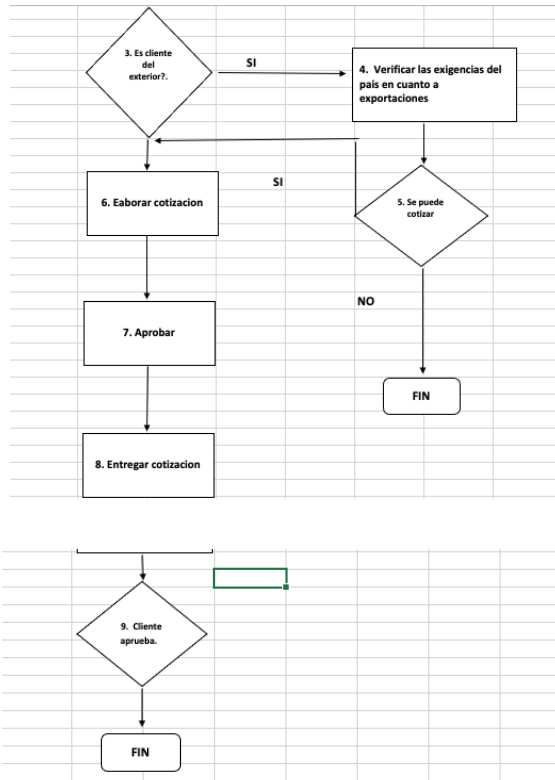 3. Es cliente
del
exterior?.
SI
4. Verificar las exigencias del
pais en cuanto a
exportaciones
SI
5. Se puede
cotizar
6. Eaborar cotizacion
NO
7. Aprobar
FIN
8. Entregar cotizacion
9. Cliente
aprueba.
FIN